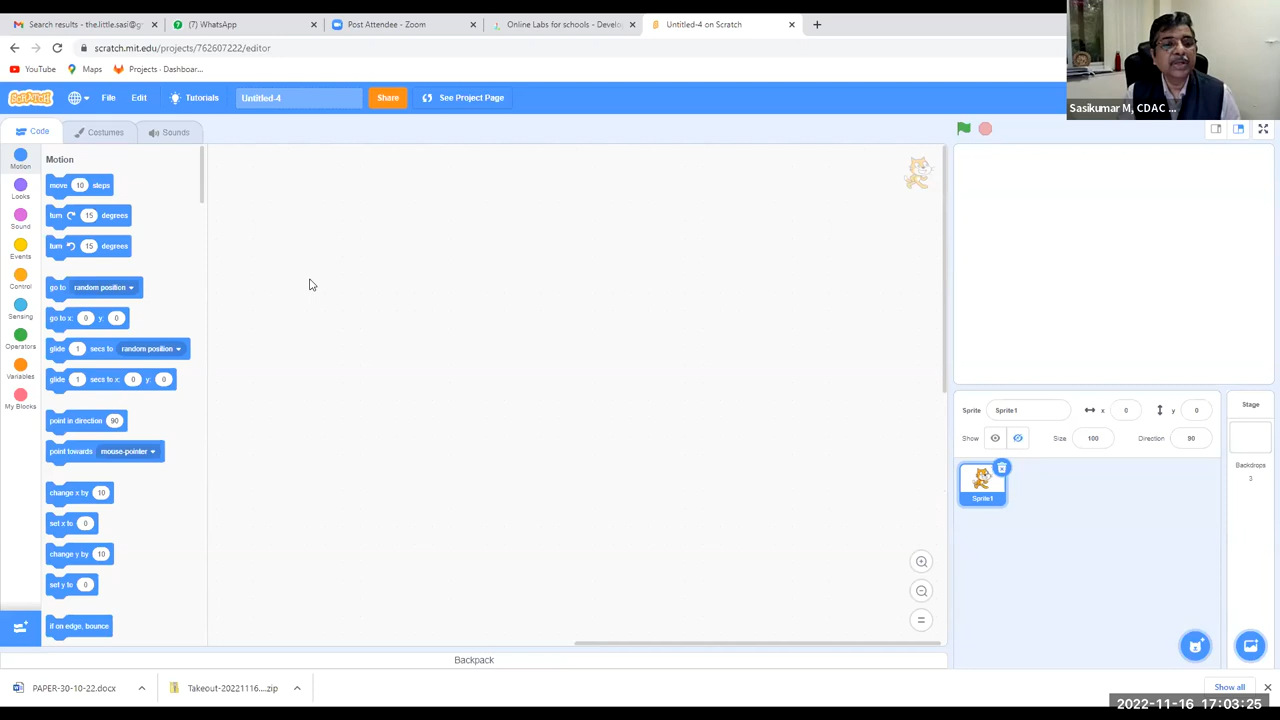 Search results - the.little.sasi@g
(7) WhatsApp
Post Attendee - Zoom
Online Labs for schools - Develo
Untitled-4 on Scratch
scratch.mit.edu/projects/762607222/editor
YouTube
Maps
Projects · Dashboar...
Sasikumar M, CDAC ...
SCRATCH
File
Edit
Tutorials
Untitled-4
Share
See Project Page
Code
Costumes
Sounds
Motion
Looks
Sound
Events
Control
Sensing
Operators
Variables
My Blocks
Motion
move 10 steps
turn 15 degrees
turn 15 degrees
go to random position
go to x: 0 y: 0
glide 1 secs to random position
glide 1 secs to x: 0 y: 0
point in direction 90
point towards mouse-pointer
change x by 10
set x to 0
change y by 10
set y to 0
if on edge, bounce
Sprite Sprite1 x 0 y 0
Show Size 100 Direction 90
Sprite1
Stage
Backdrops
3
Backpack
PAPER-30-10-22.docx
Takeout-20221116....zip
Show all
2022-11-16 17:03:25